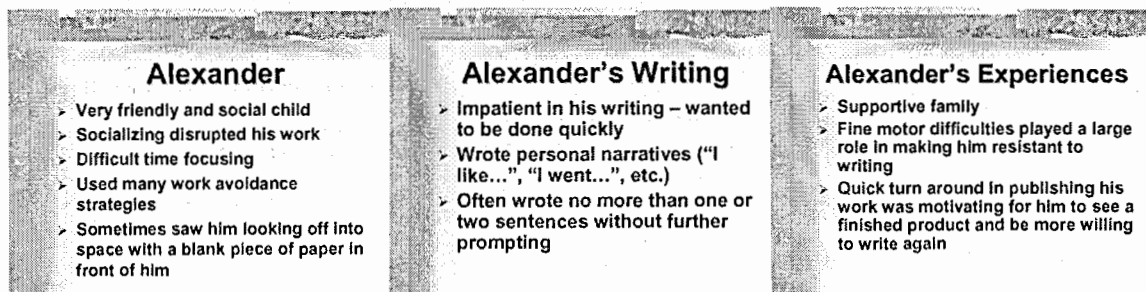 Alexander
➤ Very friendly and social child
➤ Socializing disrupted his work
➤ Difficult time focusing
➤ Used many work avoidance
strategies
➤ Sometimes saw him looking off into
space with a blank piece of paper in
front of him
Alexander's Writing
➤ Impatient in his writing – wanted
to be done quickly
➤ Wrote personal narratives ("I
like...", "I went...", etc.)
➤ Often wrote no more than one or
two sentences without further
prompting
Alexander's Experiences
➤ Supportive family
➤ Fine motor difficulties played a large
role in making him resistant to
writing
➤ Quick turn around in publishing his
work was motivating for him to see a
finished product and be more willing
to write again